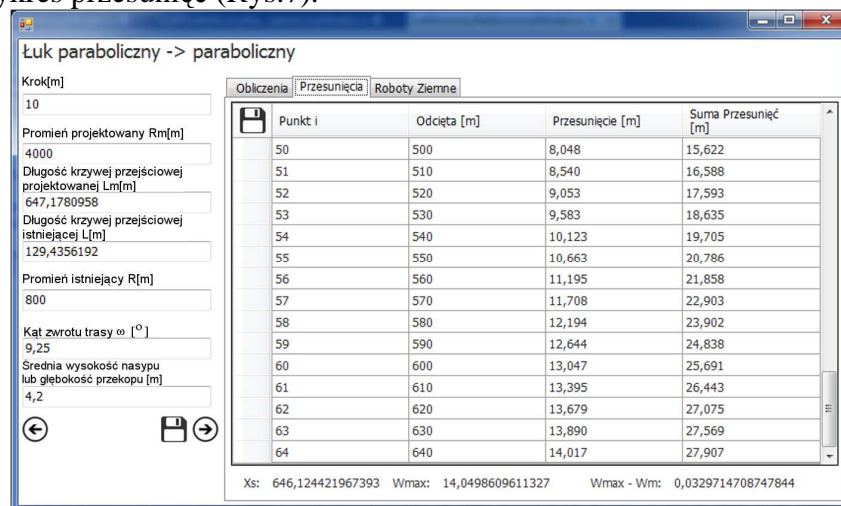 ykres przesunięć (Rys.7).
Łuk paraboliczny -> paraboliczny
Krok[m]
10
Promień projektowany Rm[m]
4000
Długość krzywej przejściowej
projektowanej Lm[m]
647,1780958
Długość krzywej przejściowej
istniejącej L[m]
129,4356192
Promień istniejący R[m]
800
Kąt zwrotu trasy ω [°]
9,25
Średnia wysokość nasypu
lub głębokość przekopu [m]
4,2
Obliczenia Przesunięcia Roboty Ziemne
Punkt i Odcięta [m] Przesunięcie [m] Suma Przesunięć
[m]
50 500 8,048 15,622
51 510 8,540 16,588
52 520 9,053 17,593
53 530 9,583 18,635
54 540 10,123 19,705
55 550 10,663 20,786
56 560 11,195 21,858
57 570 11,708 22,903
58 580 12,194 23,902
59 590 12,644 24,838
60 600 13,047 25,691
61 610 13,395 26,443
62 620 13,679 27,075
63 630 13,890 27,569
64 640 14,017 27,907
Xs: 646,124421967393 Wmax: 14,0498609611327 Wmax - Wm: 0,0329714708747844